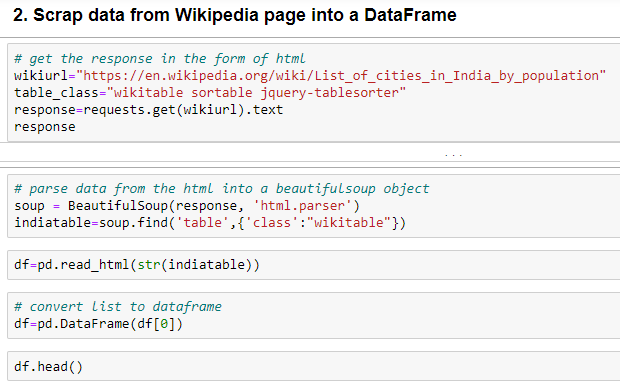 2. Scrap data from Wikipedia page into a DataFrame
# get the response in the form of html
wikiurl="https://en.wikipedia.org/wiki/List_of_cities_in_India_by_population"
table_class="wikitable sortable jquery-tablesorter"
response=requests.get(wikiurl).text
response
...
# parse data from the html into a beautifulsoup object
soup = BeautifulSoup(response, 'html.parser')
indiatable=soup.find('table',{'class':"wikitable"})
df=pd.read_html(str(indiatable))
# convert list to dataframe
df=pd.DataFrame(df[0])
df.head()